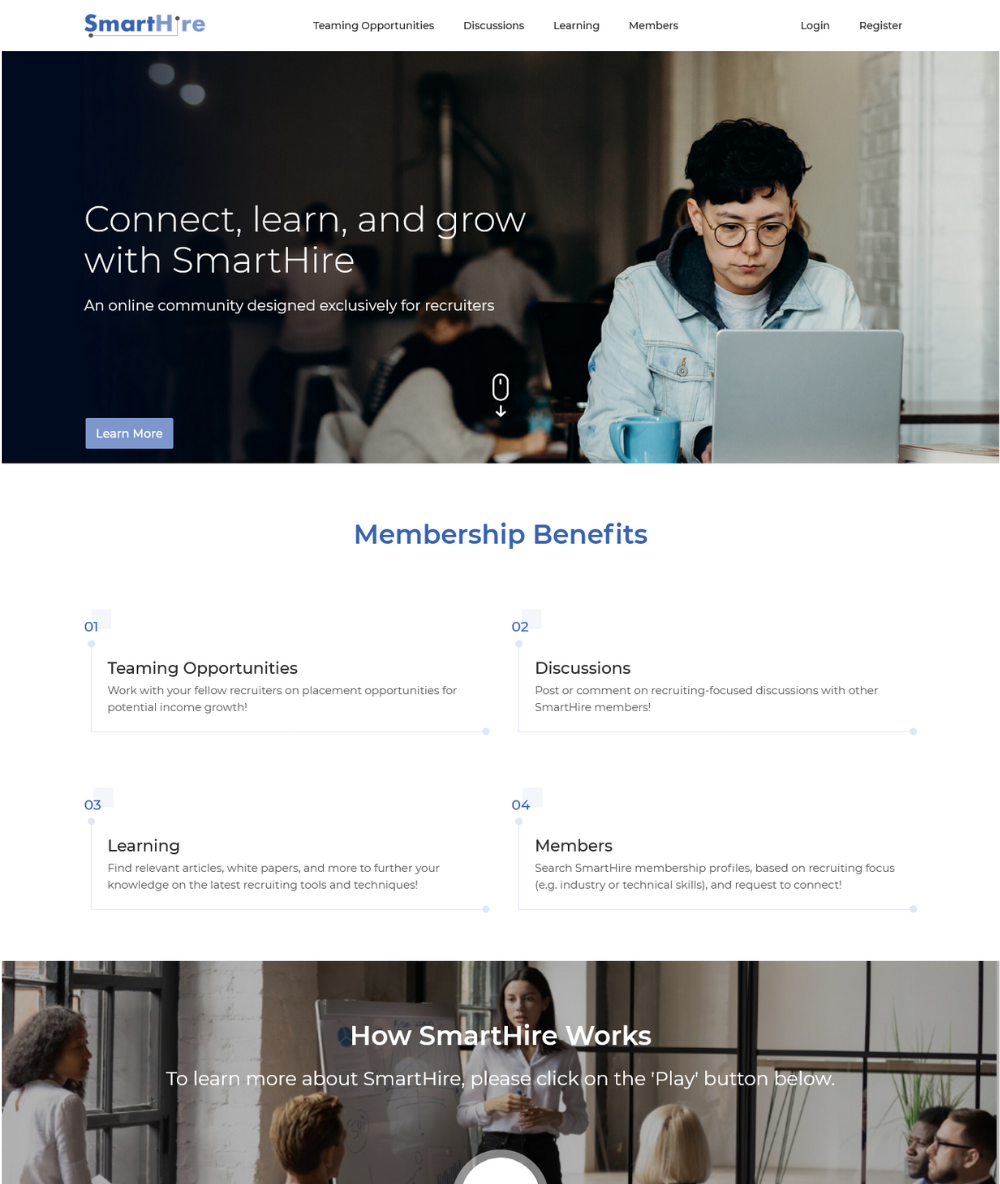 SmartHire
Teaming Opportunities
Discussions
Learning
Members
Login
Register
Connect, learn, and grow
with SmartHire
An online community designed exclusively for recruiters
Learn More
Membership Benefits
01
Teaming Opportunities
Work with your fellow recruiters on placement opportunities for
potential income growth!
02
Discussions
Post or comment on recruiting-focused discussions with other
SmartHire members!
03
Learning
Find relevant articles, white papers, and more to further your
knowledge on the latest recruiting tools and techniques!
04
Members
Search SmartHire membership profiles, based on recruiting focus
(e.g. industry or technical skills), and request to connect!
How SmartHire Works
To learn more about SmartHire, please click on the 'Play' button below.